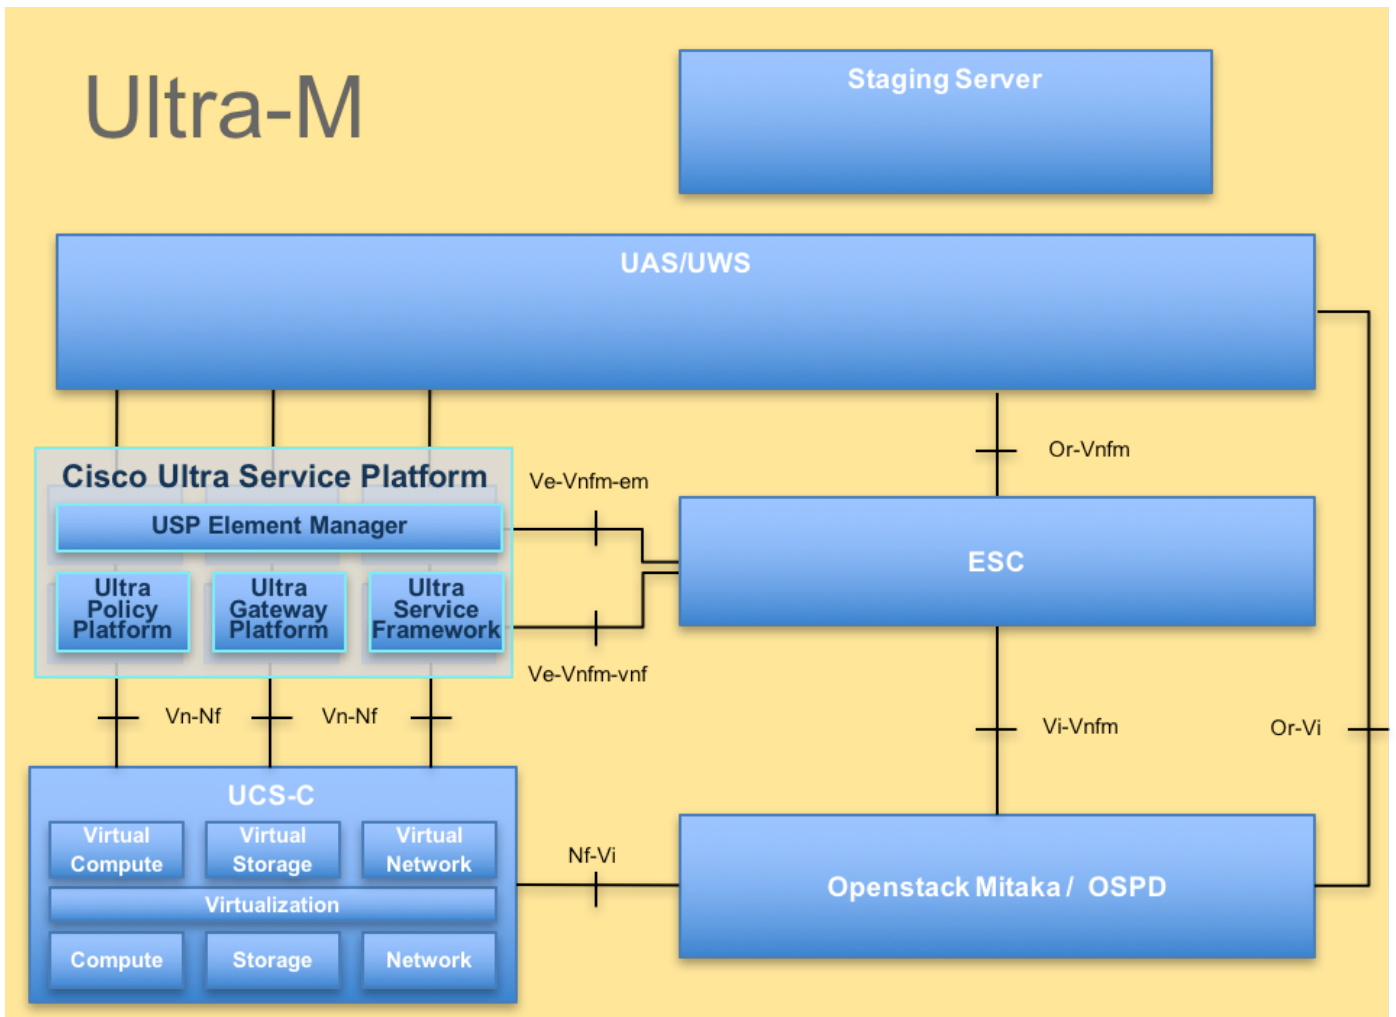 Ultra-M
Staging Server
UAS/UWS
Or-Vnfm
Cisco Ultra Service Platform
Ve-Vnfm-em
USP Element Manager
ESC
Ultra
Policy
Platform
Ultra
Gateway
Platform
Ultra
Service
Framework
Ve-Vnfm-vnf
Vn-Nf
Vn-Nf
Vi-Vnfm
Or-Vi
UCS-C
Virtual
Compute
Virtual
Storage
Virtual
Network
Nf-Vi
Openstack Mitaka / OSPD
Virtualization
Compute
Storage
Network